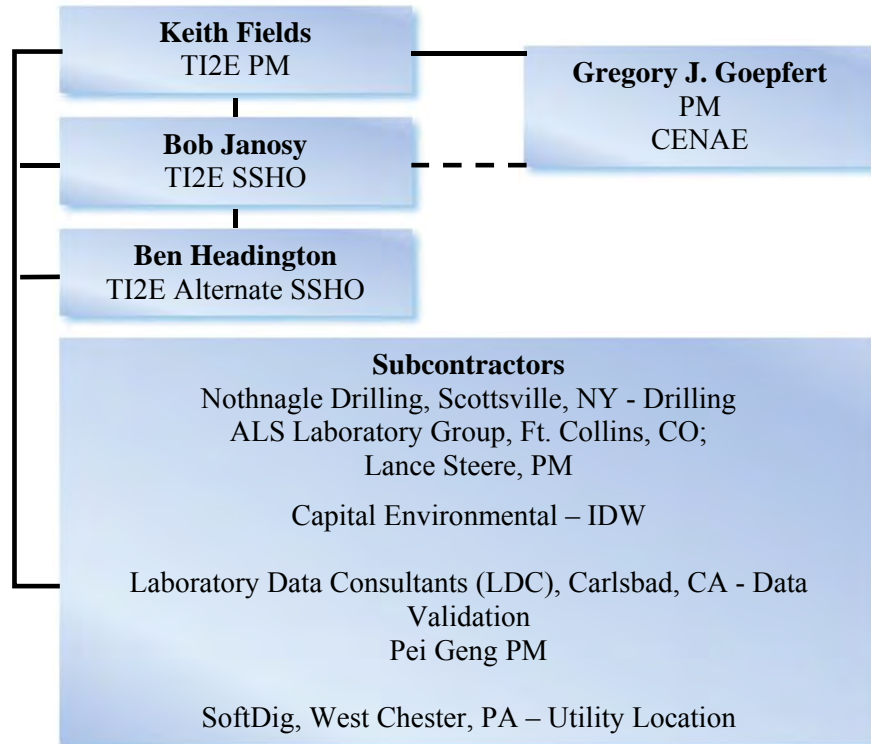 Keith Fields
TI2E PM
Gregory J. Goepfert
PM
CENAE
Bob Janosy
TI2E SSHO
Ben Headington
TI2E Alternate SSHO
Subcontractors
Nothnagle Drilling, Scottsville, NY - Drilling
ALS Laboratory Group, Ft. Collins, CO;
Lance Steere, PM
Capital Environmental – IDW
Laboratory Data Consultants (LDC), Carlsbad, CA - Data
Validation
Pei Geng PM
SoftDig, West Chester, PA – Utility Location